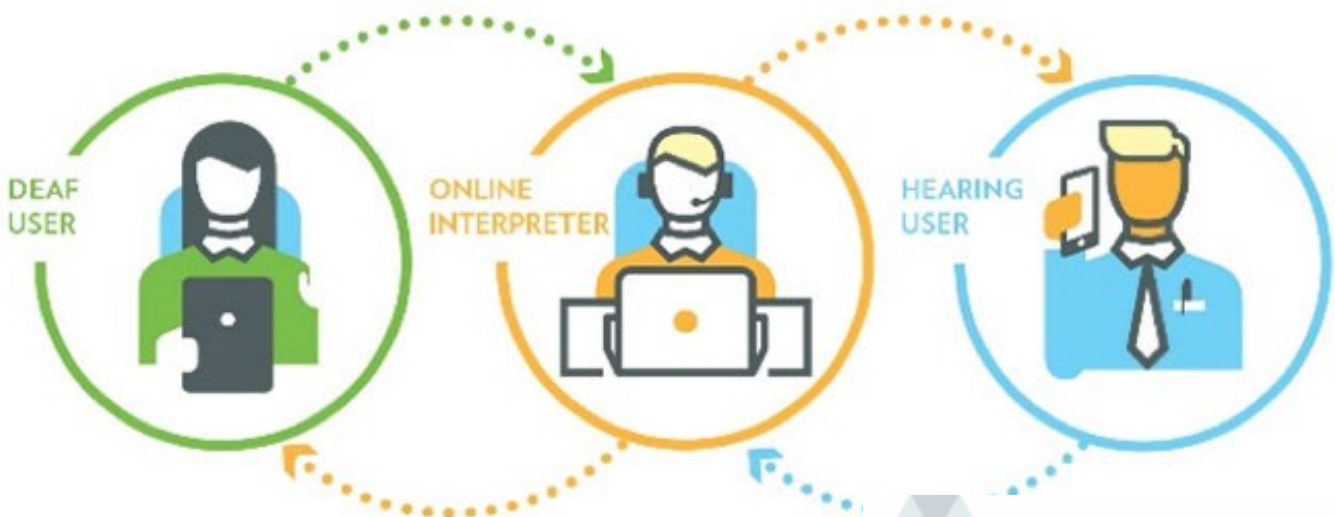 DEAF
USER
ONLINE
INTERPRETER
HEARING
USER